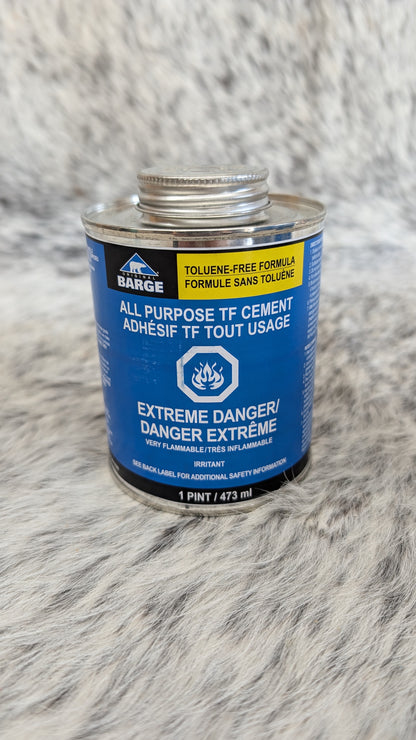 ORIGINAL
BARGE
TOLUENE-FREE FORMULA
FORMULE SANS TOLUÈNE
ALL PURPOSE TF CEMENT
ADHÉSIF TF TOUT USAGE
EXTREME DANGER/
DANGER EXTRÊME
VERY FLAMMABLE/TRÈS INFLAMMABLE
IRRITANT
SEE BACK LABEL FOR ADDITIONAL SAFETY INFORMATION
1 PINT / 473 ml